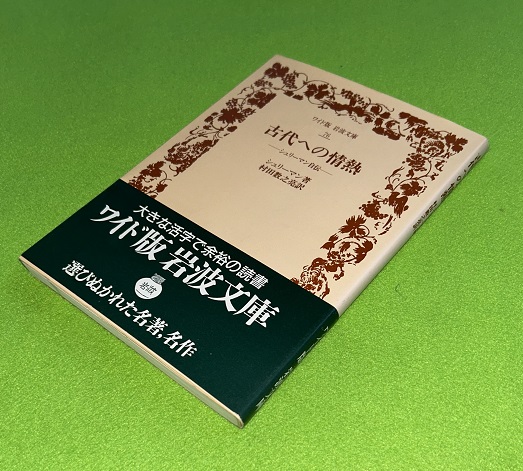 ワイド版 岩波文庫
古代への情熱
―シュリーマン自伝―
シュリーマン著
村田数之亮訳
大きな活字で余裕の読書
ワイド版岩波文庫
岩波
選びぬかれた名著,名作